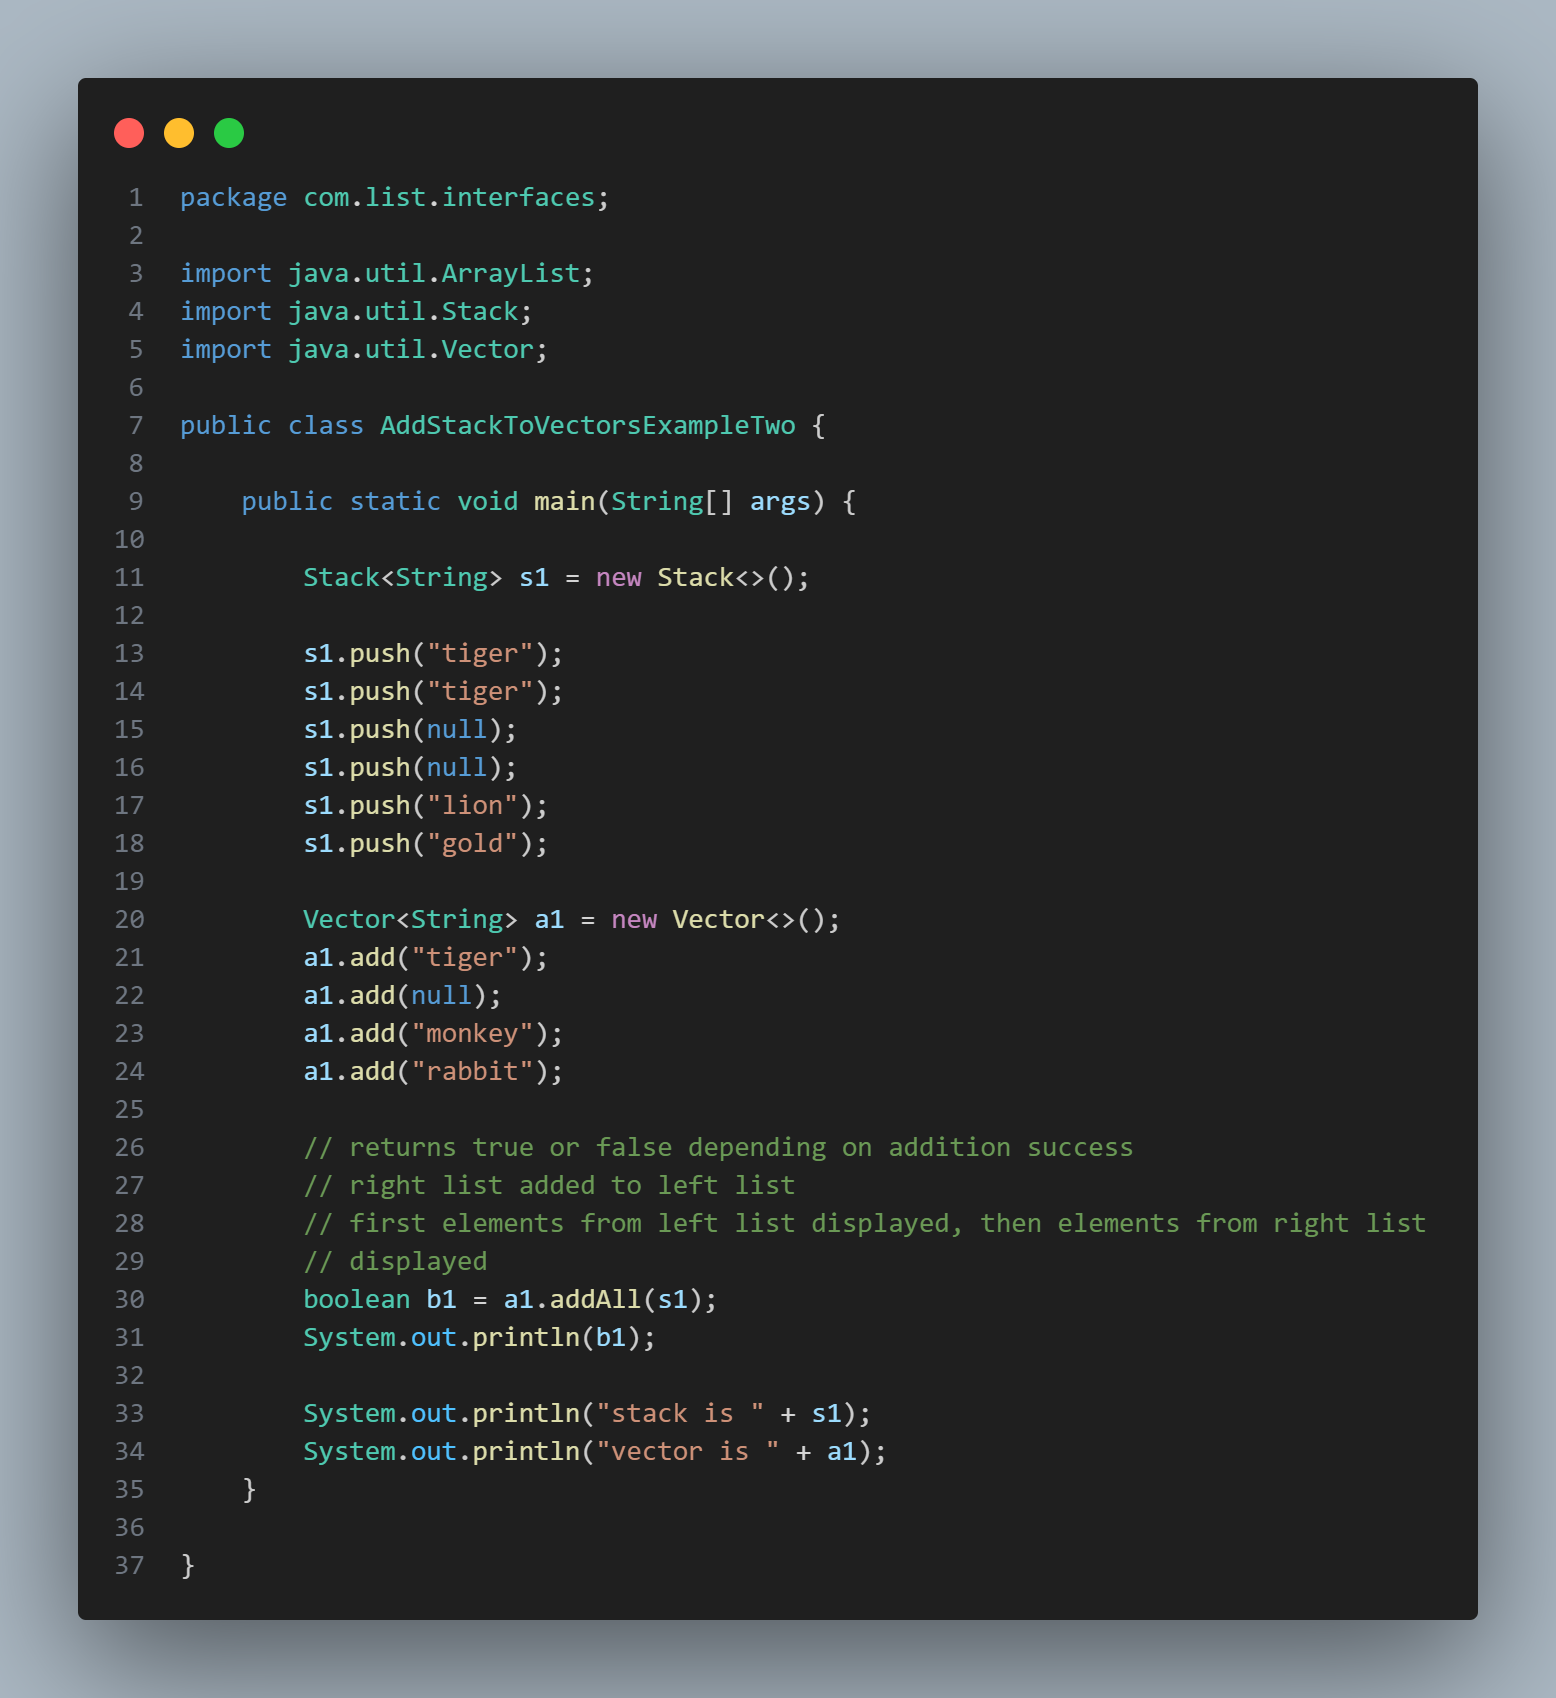 1 package com.list.interfaces;
2
3 import java.util.ArrayList;
4 import java.util.Stack;
5 import java.util.Vector;
6
7 public class AddStackToVectorsExampleTwo {
8
9     public static void main(String[] args) {
10
11         Stack<String> s1 = new Stack<>();
12
13         s1.push("tiger");
14         s1.push("tiger");
15         s1.push(null);
16         s1.push(null);
17         s1.push("lion");
18         s1.push("gold");
19
20         Vector<String> a1 = new Vector<>();
21         a1.add("tiger");
22         a1.add(null);
23         a1.add("monkey");
24         a1.add("rabbit");
25
26         // returns true or false depending on addition success
27         // right list added to left list
28         // first elements from left list displayed, then elements from right list
29         // displayed
30         boolean b1 = a1.addAll(s1);
31         System.out.println(b1);
32
33         System.out.println("stack is " + s1);
34         System.out.println("vector is " + a1);
35     }
36
37 }